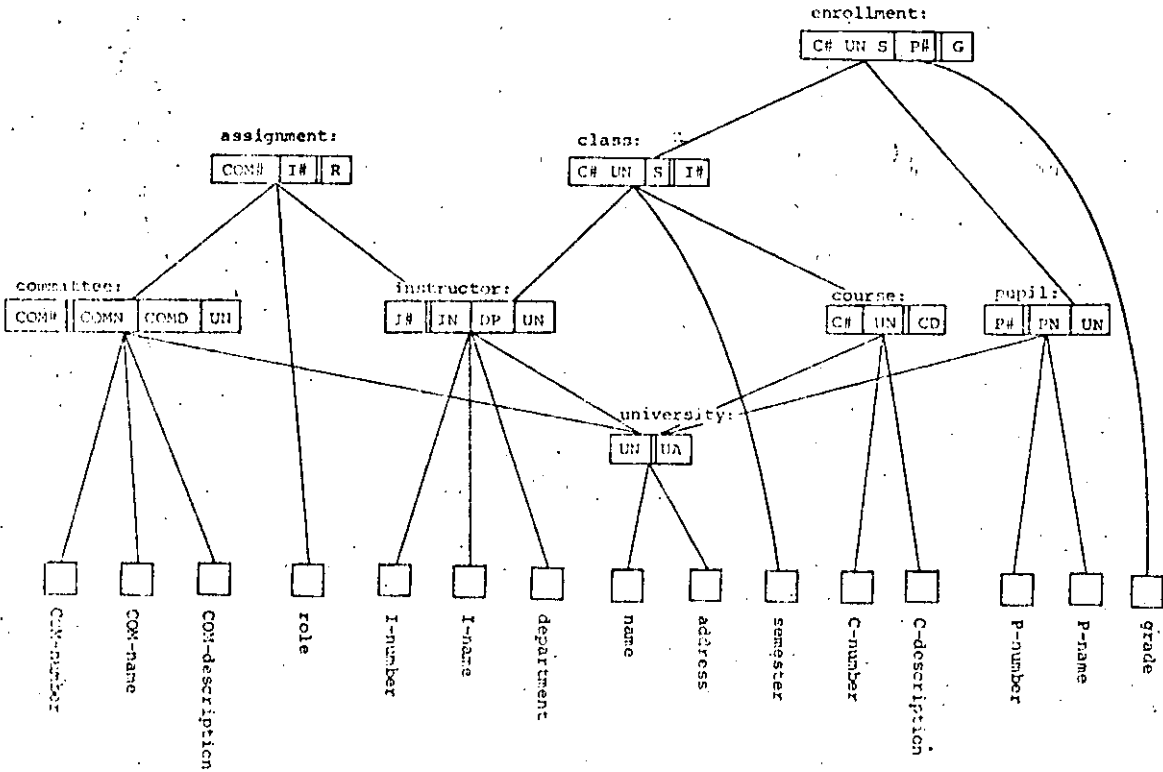 enrollment:
C# UN S P# G
assignment:
COM# I# R
class:
C# UN S I#
committee:
COM# COMN COMD UN
instructor:
I# IN DP UN
course:
C# UN CD
pupil:
P# PN UN
university:
UN UA
COM-number
COM-name
COM-description
role
I-number
I-name
department
name
address
semester
C-number
C-description
P-number
P-name
grade